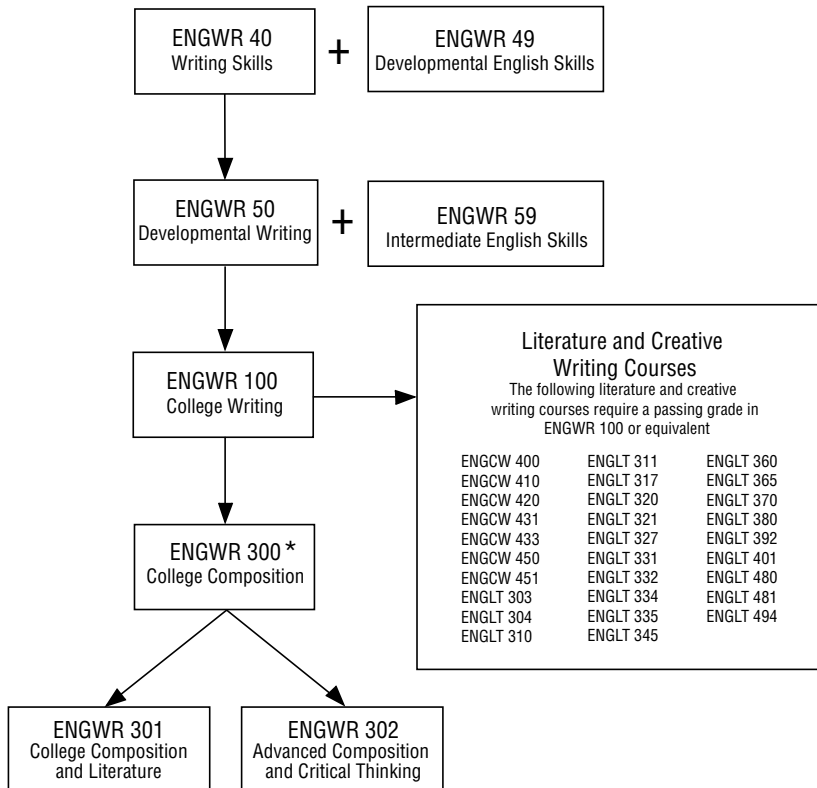 ENGWR 40
Writing Skills
+
ENGWR 49
Developmental English Skills
ENGWR 50
Developmental Writing
+
ENGWR 59
Intermediate English Skills
ENGWR 100
College Writing
Literature and Creative
Writing Courses
The following literature and creative
writing courses require a passing grade in
ENGWR 100 or equivalent
ENGCW 400
ENGCW 410
ENGCW 420
ENGCW 431
ENGCW 433
ENGCW 450
ENGCW 451
ENGLT 303
ENGLT 304
ENGLT 310
ENGLT 311
ENGLT 317
ENGLT 320
ENGLT 321
ENGLT 327
ENGLT 331
ENGLT 332
ENGLT 334
ENGLT 335
ENGLT 345
ENGLT 360
ENGLT 365
ENGLT 370
ENGLT 380
ENGLT 392
ENGLT 401
ENGLT 480
ENGLT 481
ENGLT 494
ENGWR 300*
College Composition
ENGWR 301
College Composition
and Literature
ENGWR 302
Advanced Composition
and Critical Thinking